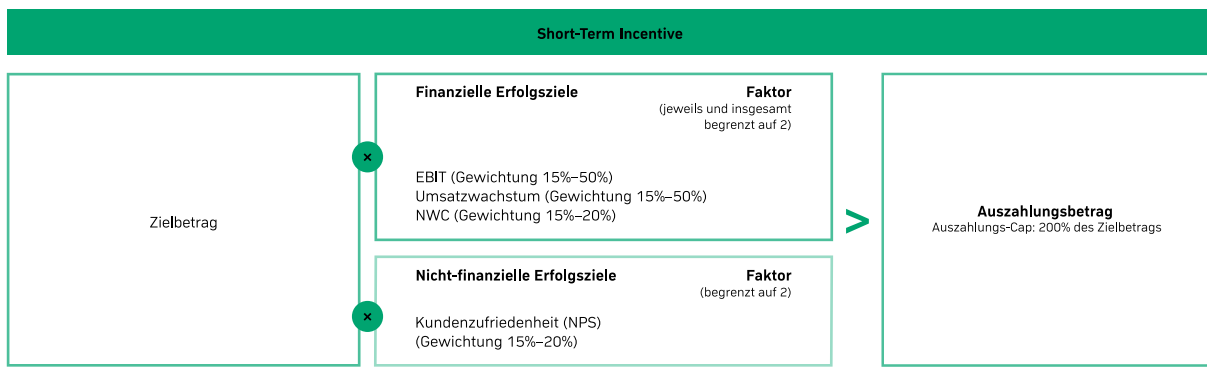 Short-Term Incentive
Zielbetrag
×
×
Finanzielle Erfolgsziele
Faktor
(jeweils und insgesamt
begrenzt auf 2)
EBIT (Gewichtung 15%–50%)
Umsatzwachstum (Gewichtung 15%–50%)
NWC (Gewichtung 15%–20%)
Nicht-finanzielle Erfolgsziele
Faktor
(begrenzt auf 2)
Kundenzufriedenheit (NPS)
(Gewichtung 15%–20%)
>
Auszahlungsbetrag
Auszahlungs-Cap: 200% des Zielbetrags